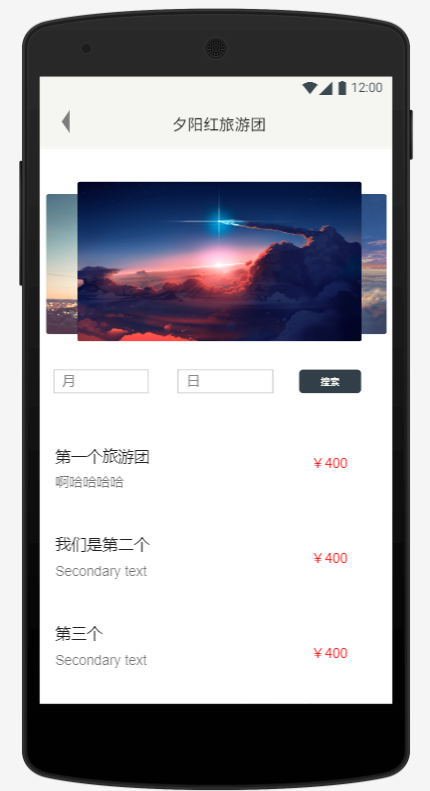 12:00
夕阳红旅游团
月 日 搜索
第一个旅游团
￥400
啊哈哈哈哈
我们是第二个
￥400
Secondary text
第三个
￥400
Secondary text